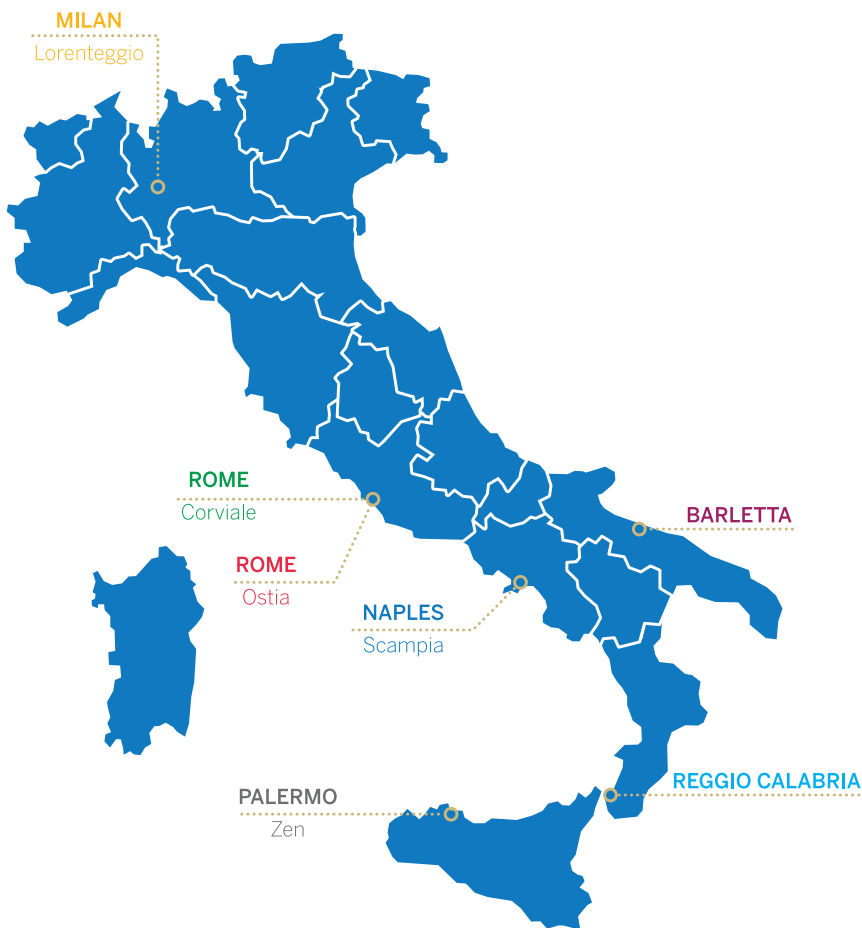 MILAN
Lorenteggio
ROME
Corviale
ROME
Ostia
BARLETTA
NAPLES
Scampia
REGGIO CALABRIA
PALERMO
Zen